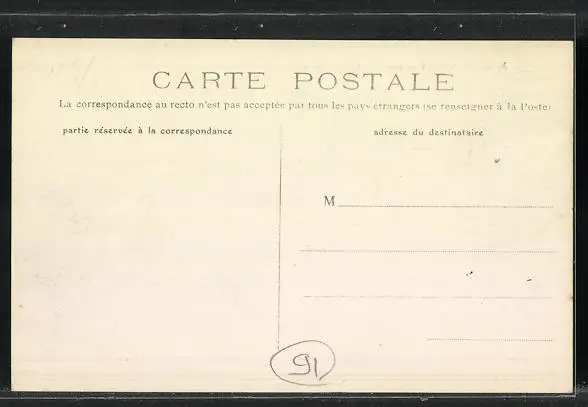 CARTE POSTALE
La correspondance au recto n'est pas acceptée par tous les pays étrangers (se renseigner à la Poste)
partie réservée à la correspondance
adresse du destinataire
M
91